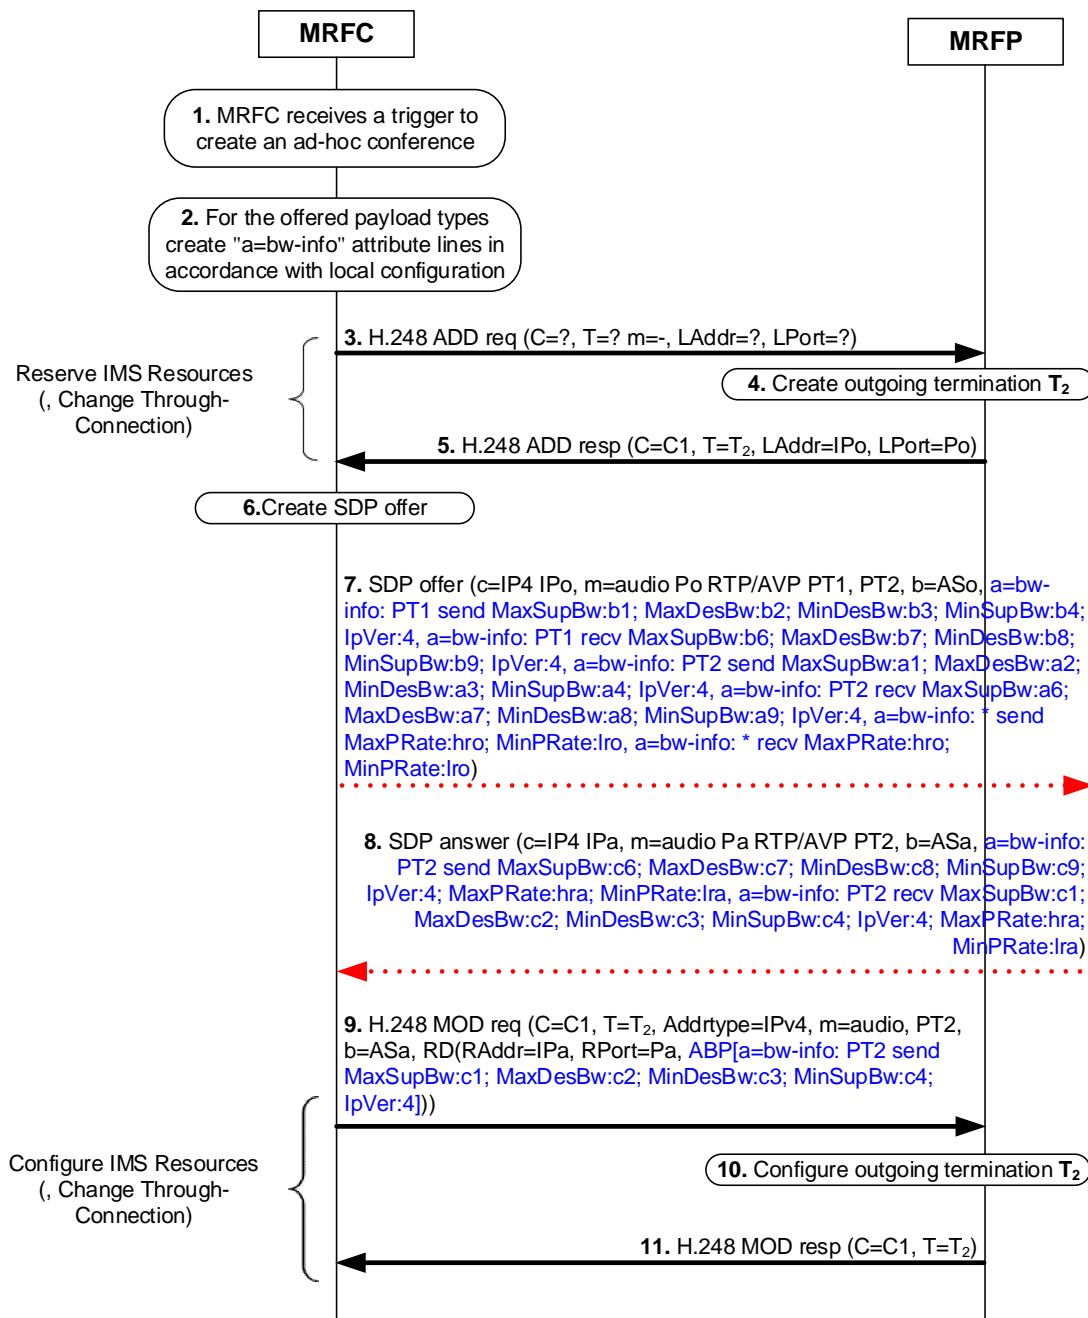 MRFC
MRFP
1. MRFC receives a trigger to
create an ad-hoc conference
2. For the offered payload types
create "a=bw-info" attribute lines in
accordance with local configuration
3. H.248 ADD req (C=?, T=? m=-, LAddr=?, LPort=?)
Reserve IMS Resources
(, Change Through-
Connection)
4. Create outgoing termination T2
5. H.248 ADD resp (C=C1, T=T2, LAddr=IPo, LPort=Po)
6.Create SDP offer
7. SDP offer (c=IP4 IPo, m=audio Po RTP/AVP PT1, PT2, b=ASo, a=bw-
info: PT1 send MaxSupBw:b1; MaxDesBw:b2; MinDesBw:b3; MinSupBw:b4;
IpVer:4, a=bw-info: PT1 recv MaxSupBw:b6; MaxDesBw:b7; MinDesBw:b8;
MinSupBw:b9; IpVer:4, a=bw-info: PT2 send MaxSupBw:a1; MaxDesBw:a2;
MinDesBw:a3; MinSupBw:a4; IpVer:4, a=bw-info: PT2 recv MaxSupBw:a6;
MaxDesBw:a7; MinDesBw:a8; MinSupBw:a9; IpVer:4, a=bw-info: * send
MaxPRate:hro; MinPRate:lro, a=bw-info: * recv MaxPRate:hro;
MinPRate:lro)
8. SDP answer (c=IP4 IPa, m=audio Pa RTP/AVP PT2, b=ASa, a=bw-info:
PT2 send MaxSupBw:c6; MaxDesBw:c7; MinDesBw:c8; MinSupBw:c9;
IpVer:4; MaxPRate:hra; MinPRate:lra, a=bw-info: PT2 recv MaxSupBw:c1;
MaxDesBw:c2; MinDesBw:c3; MinSupBw:c4; IpVer:4; MaxPRate:hra;
MinPRate:lra)
9. H.248 MOD req (C=C1, T=T2, Addrtype=IPv4, m=audio, PT2,
b=ASa, RD(RAddr=IPa, RPort=Pa, ABP[a=bw-info: PT2 send
MaxSupBw:c1; MaxDesBw:c2; MinDesBw:c3; MinSupBw:c4;
IpVer:4]))
Configure IMS Resources
(, Change Through-
Connection)
10. Configure outgoing termination T2
11. H.248 MOD resp (C=C1, T=T2)